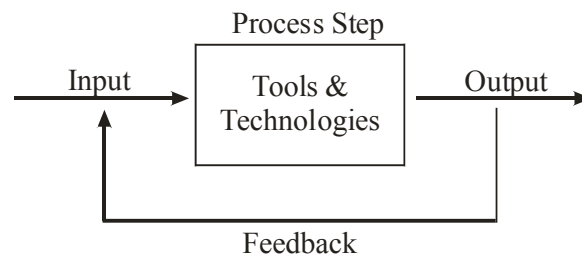 Process Step
Input
Tools &
Technologies
Output
Feedback